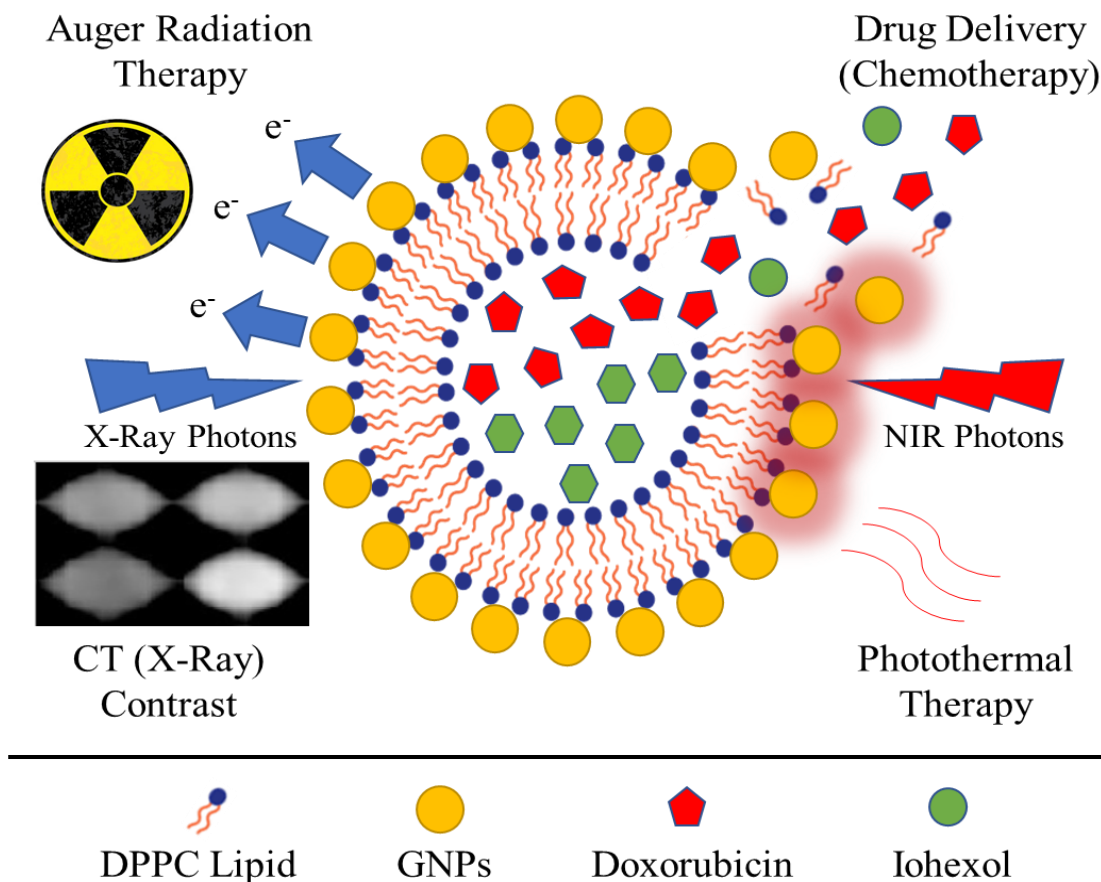 Auger Radiation
Therapy
Drug Delivery
(Chemotherapy)
e-
e-
e-
X-Ray Photons
NIR Photons
CT (X-Ray)
Contrast
Photothermal
Therapy
DPPC Lipid
GNPs
Doxorubicin
Iohexol